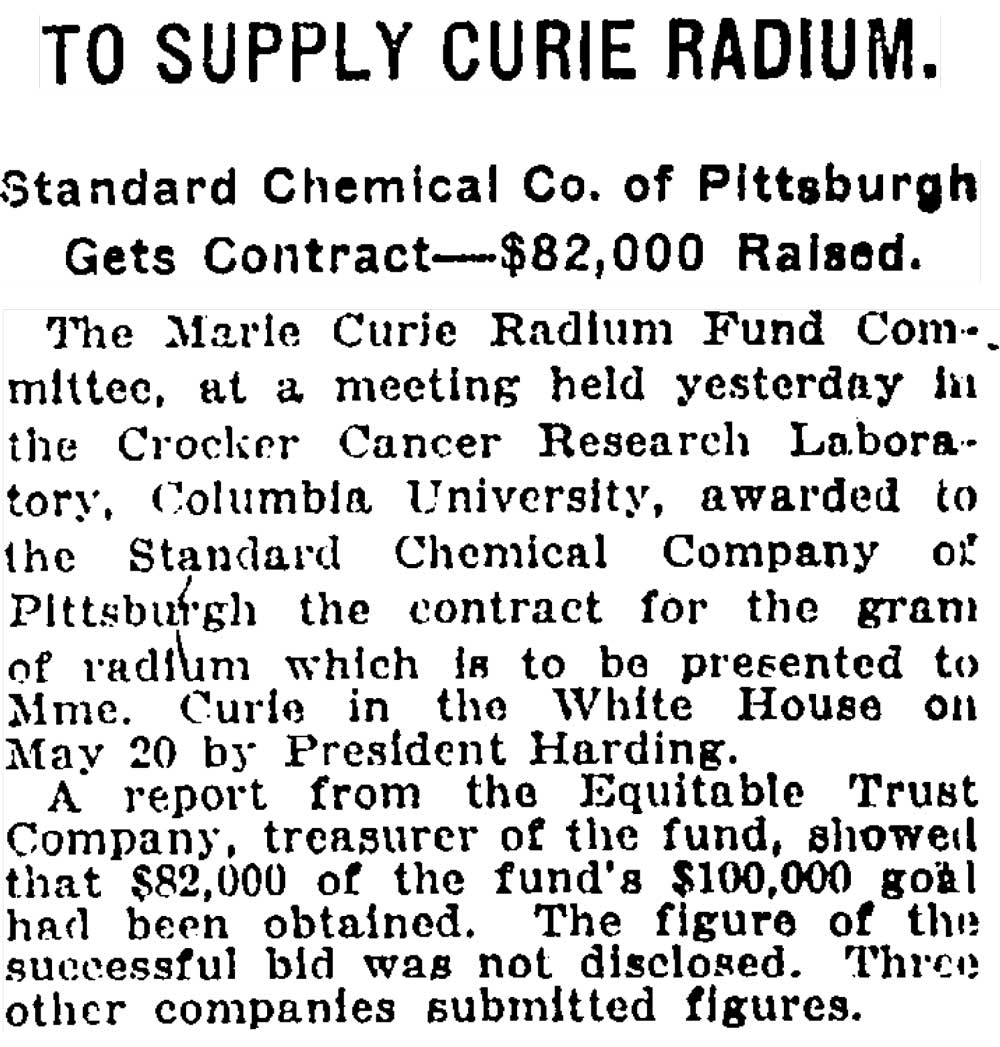 TO SUPPLY CURIE RADIUM.
Standard Chemical Co. of Pittsburgh
Gets Contract—$82,000 Raised.
The Marie Curie Radium Fund Com-
mittee, at a meeting held yesterday in
the Crocker Cancer Research Labora-
tory, Columbia University, awarded to
the Standard Chemical Company of
Pittsburgh the contract for the gram
of radium which is to be presented to
Mme. Curie in the White House on
May 20 by President Harding.
A report from the Equitable Trust
Company, treasurer of the fund, showed
that $82,000 of the fund's $100,000 goal
had been obtained. The figure of the
successful bid was not disclosed. Three
other companies submitted figures.